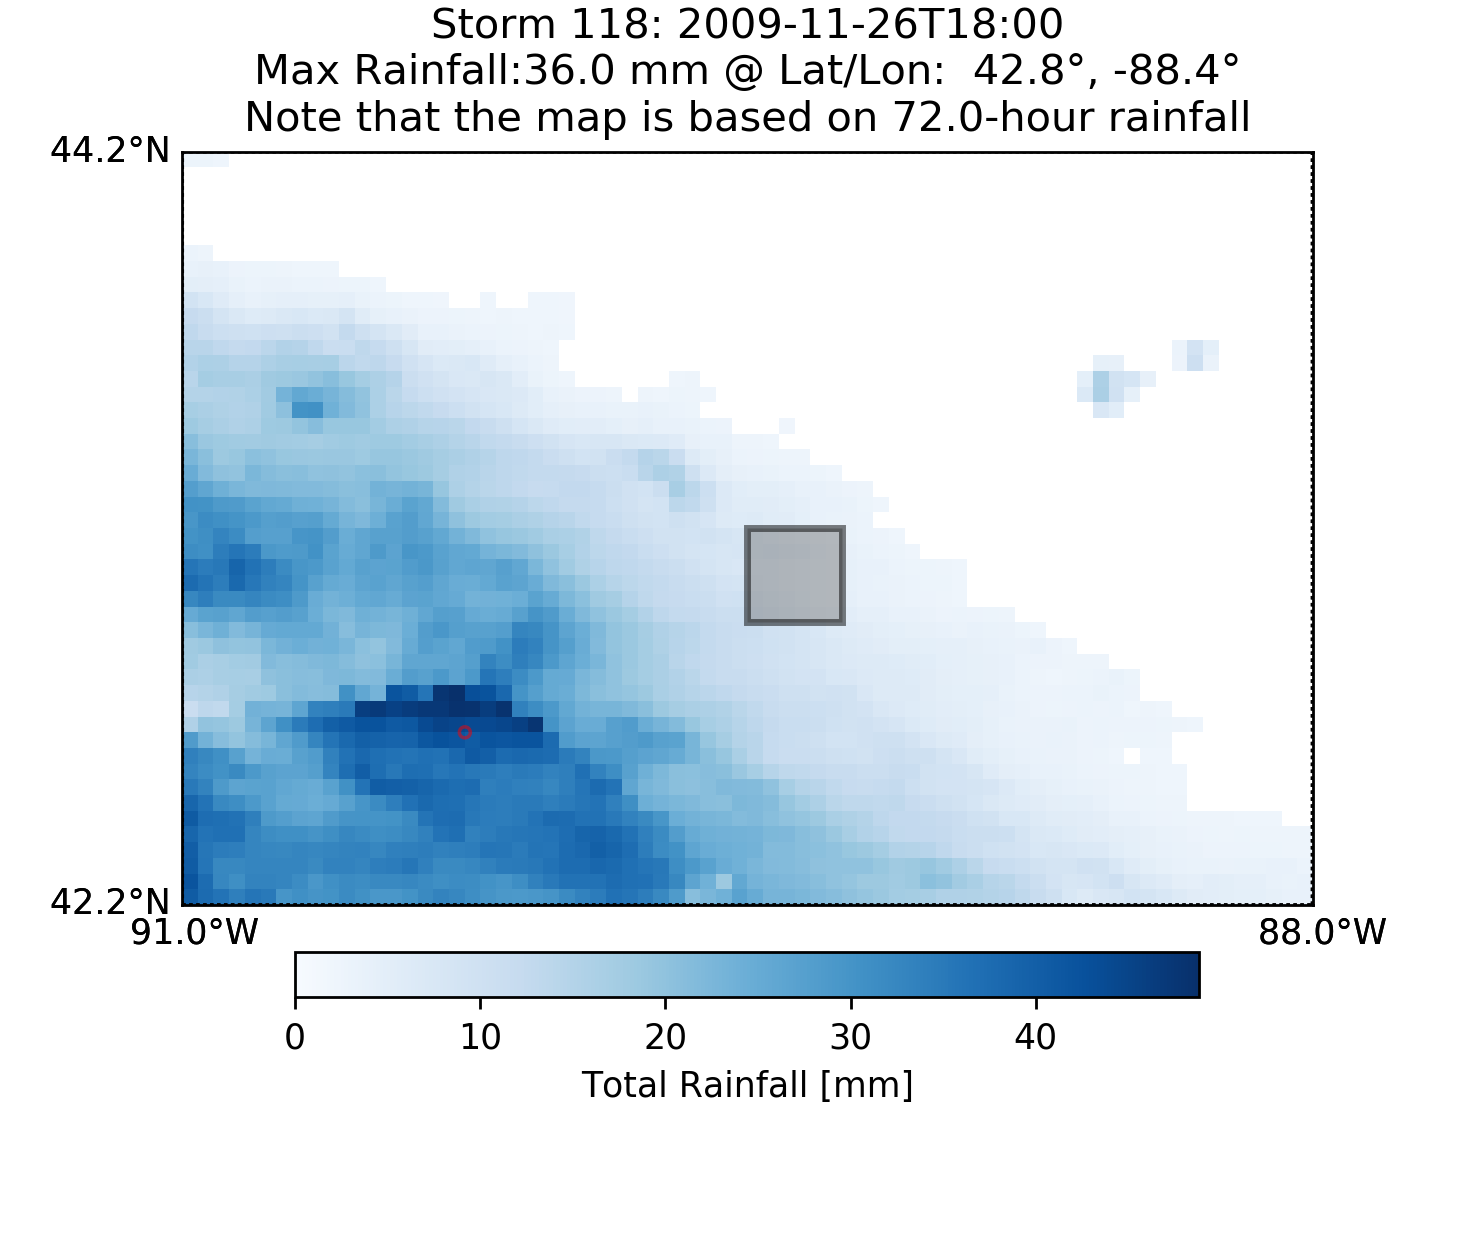 Storm 118: 2009-11-26T18:00
Max Rainfall:36.0 mm @ Lat/Lon:  42.8°, -88.4°
Note that the map is based on 72.0-hour rainfall
44.2°N
42.2°N
91.0°W 88.0°W
0 10 20 30 40
Total Rainfall [mm]